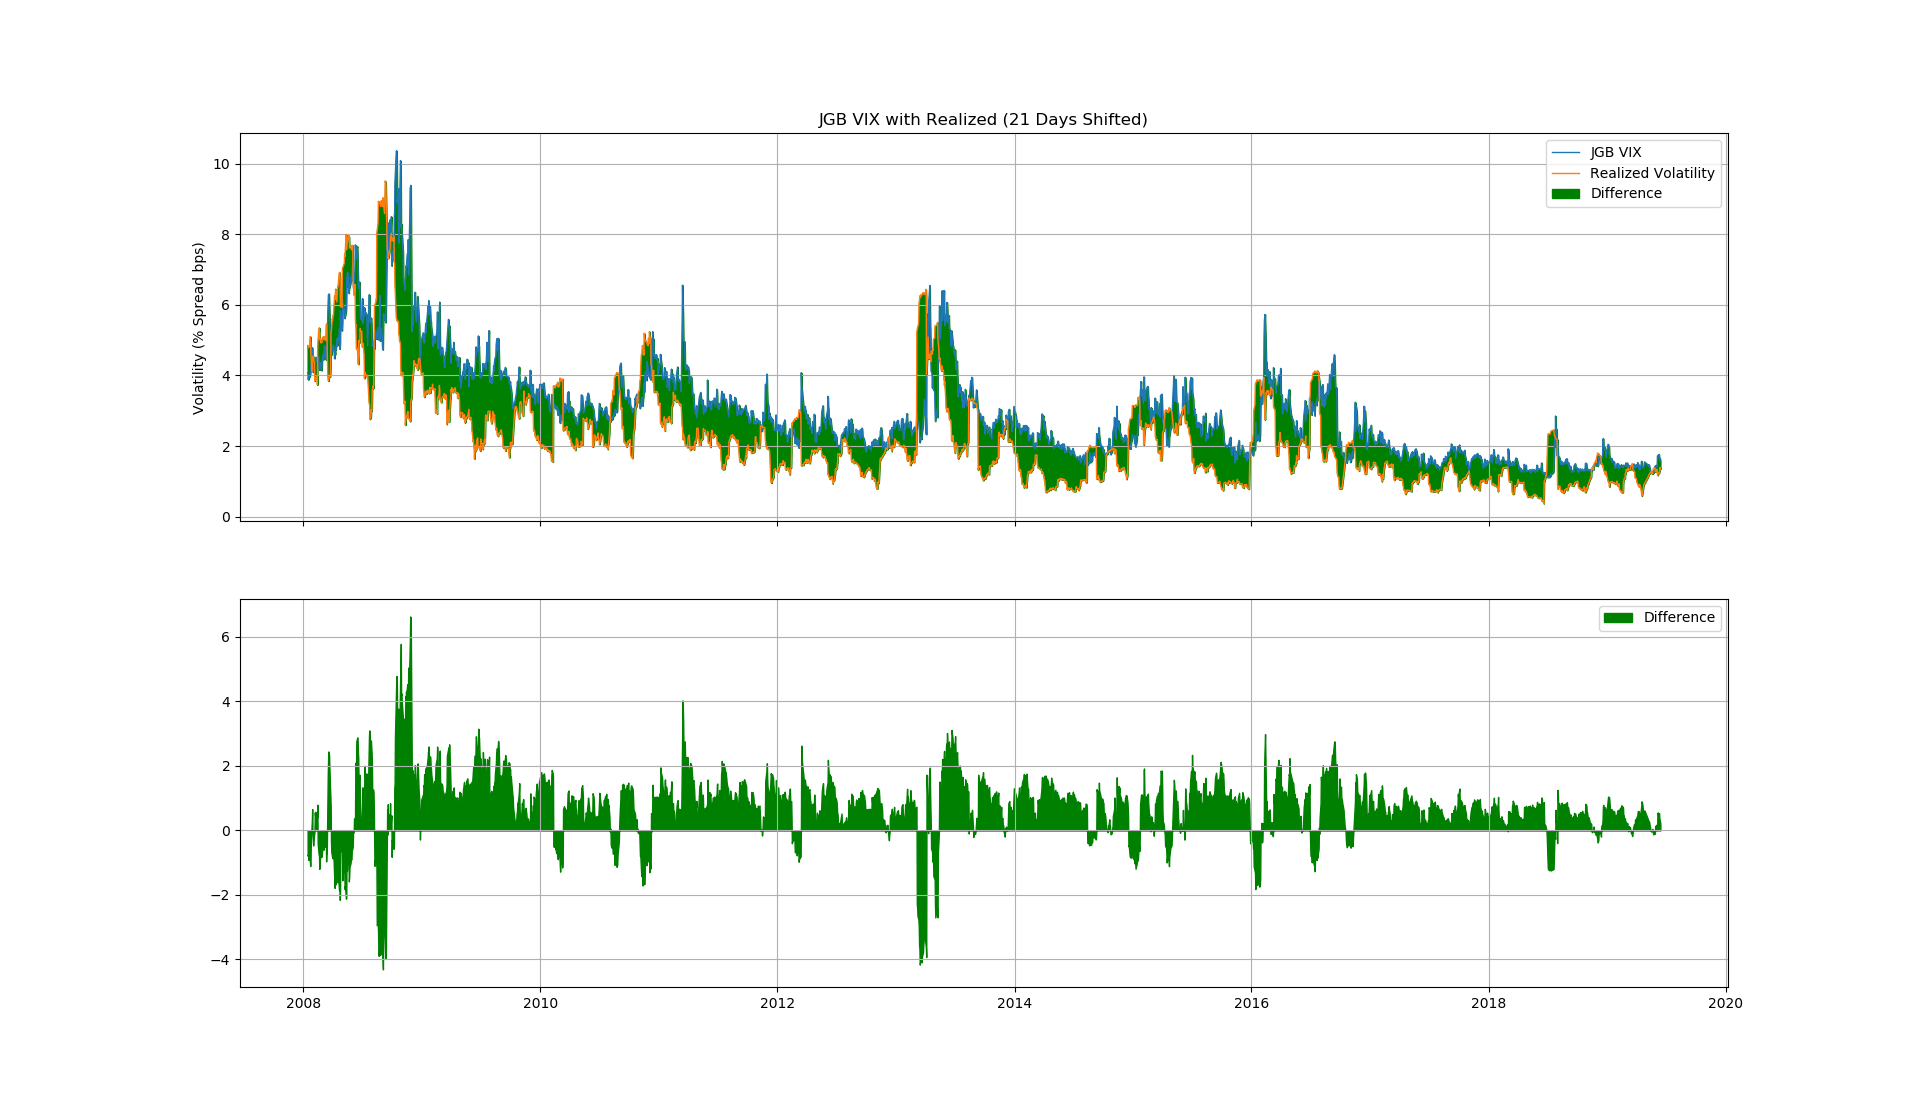 JGB VIX with Realized (21 Days Shifted)
Volatility (% Spread bps)
10
8
6
4
2
0
JGB VIX
Realized Volatility
Difference
6
4
2
0
−2
−4
Difference
2008 2010 2012 2014 2016 2018 2020